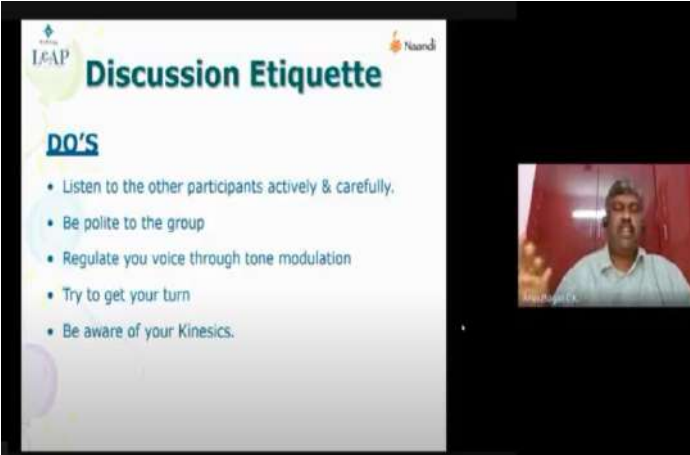 LEAP
Naandi
Discussion Etiquette
DO'S
• Listen to the other participants actively & carefully.
• Be polite to the group
• Regulate you voice through tone modulation
• Try to get your turn
• Be aware of your Kinesics.